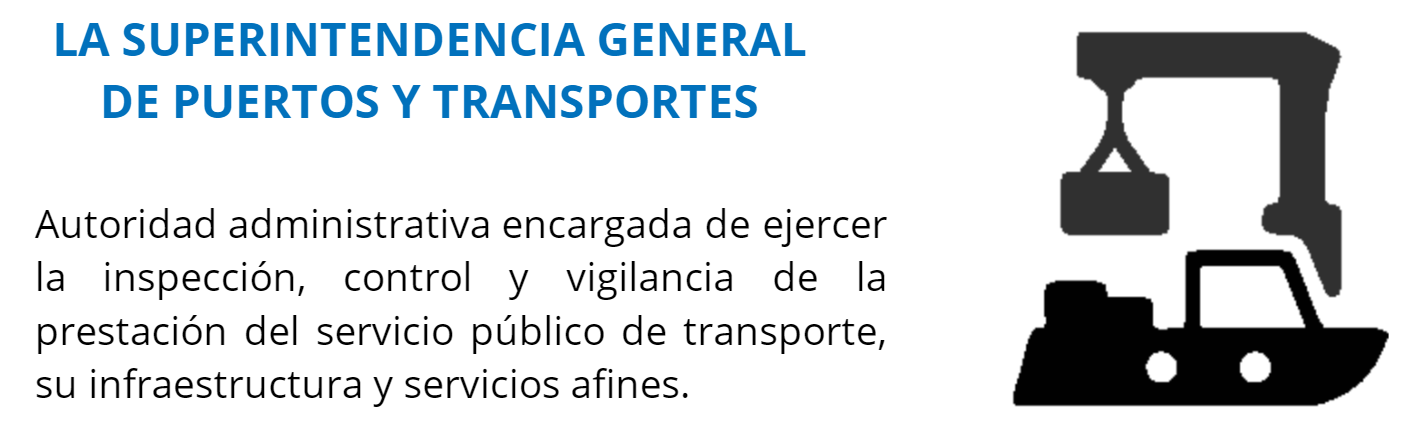 LA SUPERINTENDENCIA GENERAL
DE PUERTOS Y TRANSPORTES
Autoridad administrativa encargada de ejercer
la inspección, control y vigilancia de la
prestación del servicio público de transporte,
su infraestructura y servicios afines.